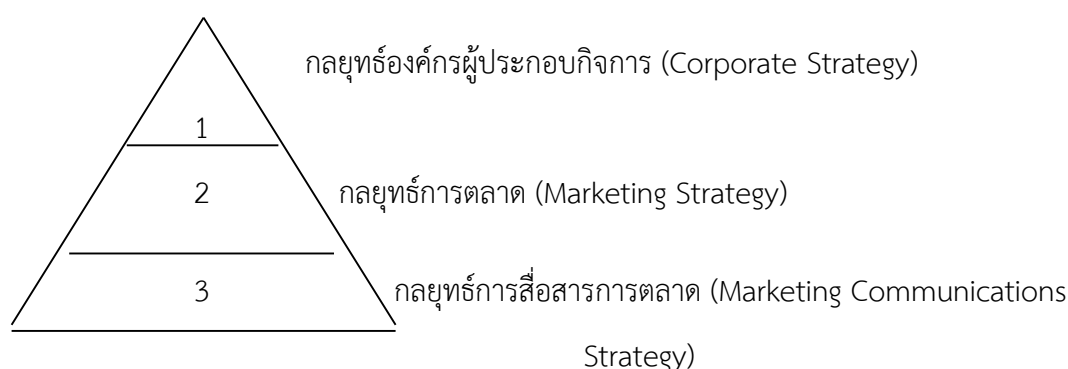 กลยุทธ์องค์กรผู้ประกอบกิจการ (Corporate Strategy)
1
2 กลยุทธ์การตลาด (Marketing Strategy)
3 กลยุทธ์การสื่อสารการตลาด (Marketing Communications
Strategy)